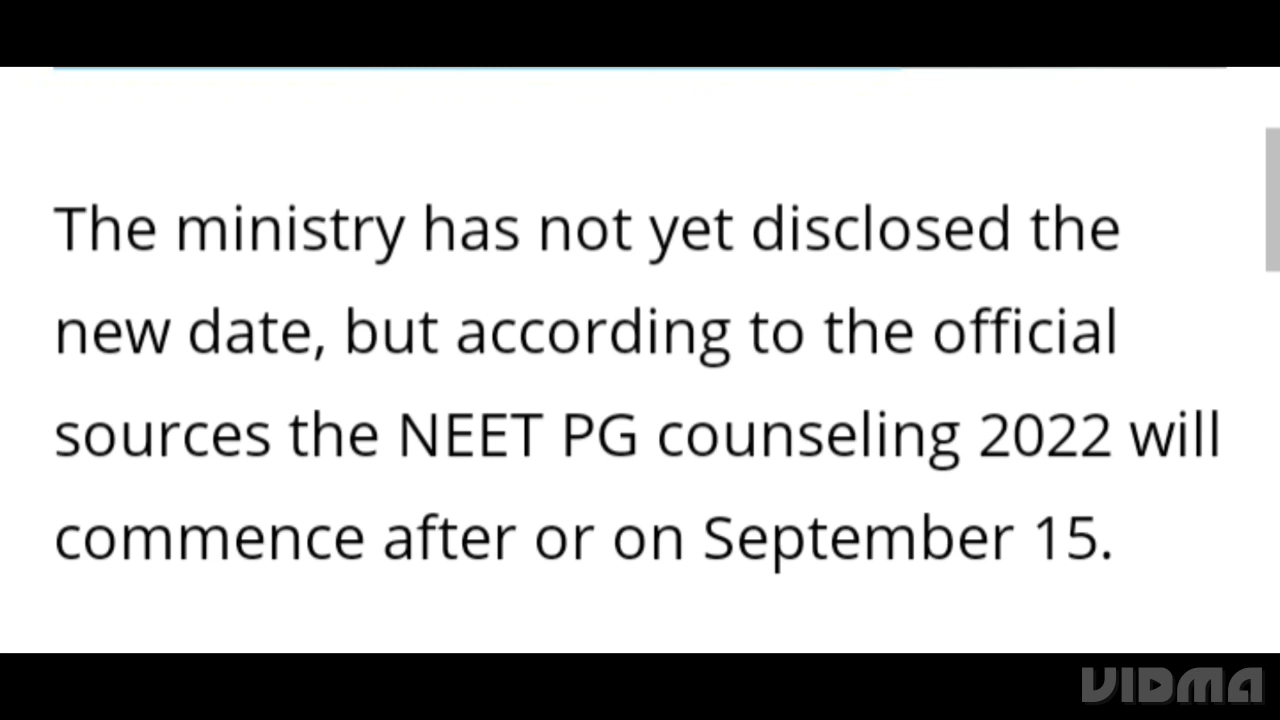 The ministry has not yet disclosed the
new date, but according to the official
sources the NEET PG counseling 2022 will
commence after or on September 15.
VIDMA